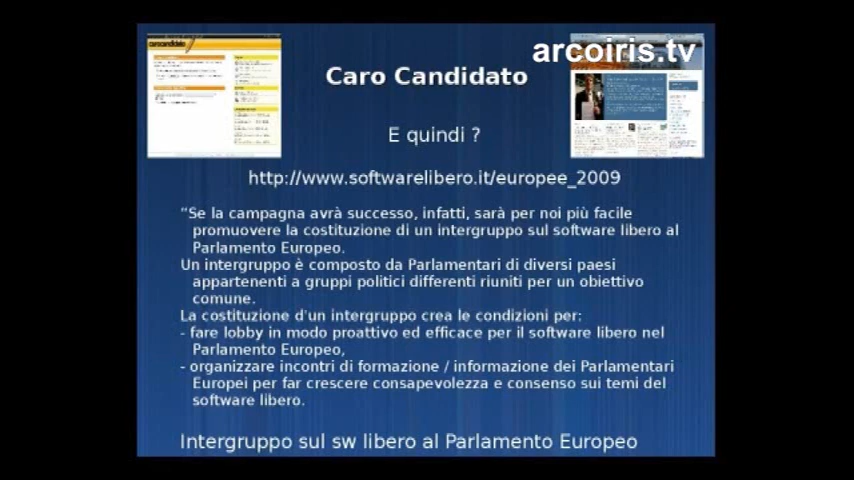 arcoiris.tv
Caro Candidato
E quindi ?
http://www.softwarelibero.it/europee_2009
“Se la campagna avrà successo, infatti, sarà per noi più facile
promuovere la costituzione di un intergruppo sul software libero al
Parlamento Europeo.
Un intergruppo è composto da Parlamentari di diversi paesi
appartenenti a gruppi politici differenti riuniti per un obiettivo
comune.
La costituzione d'un intergruppo crea le condizioni per:
- fare lobby in modo proattivo ed efficace per il software libero nel
Parlamento Europeo,
- organizzare incontri di formazione / informazione dei Parlamentari
Europei per far crescere consapevolezza e consenso sui temi del
software libero.
Intergruppo sul sw libero al Parlamento Europeo